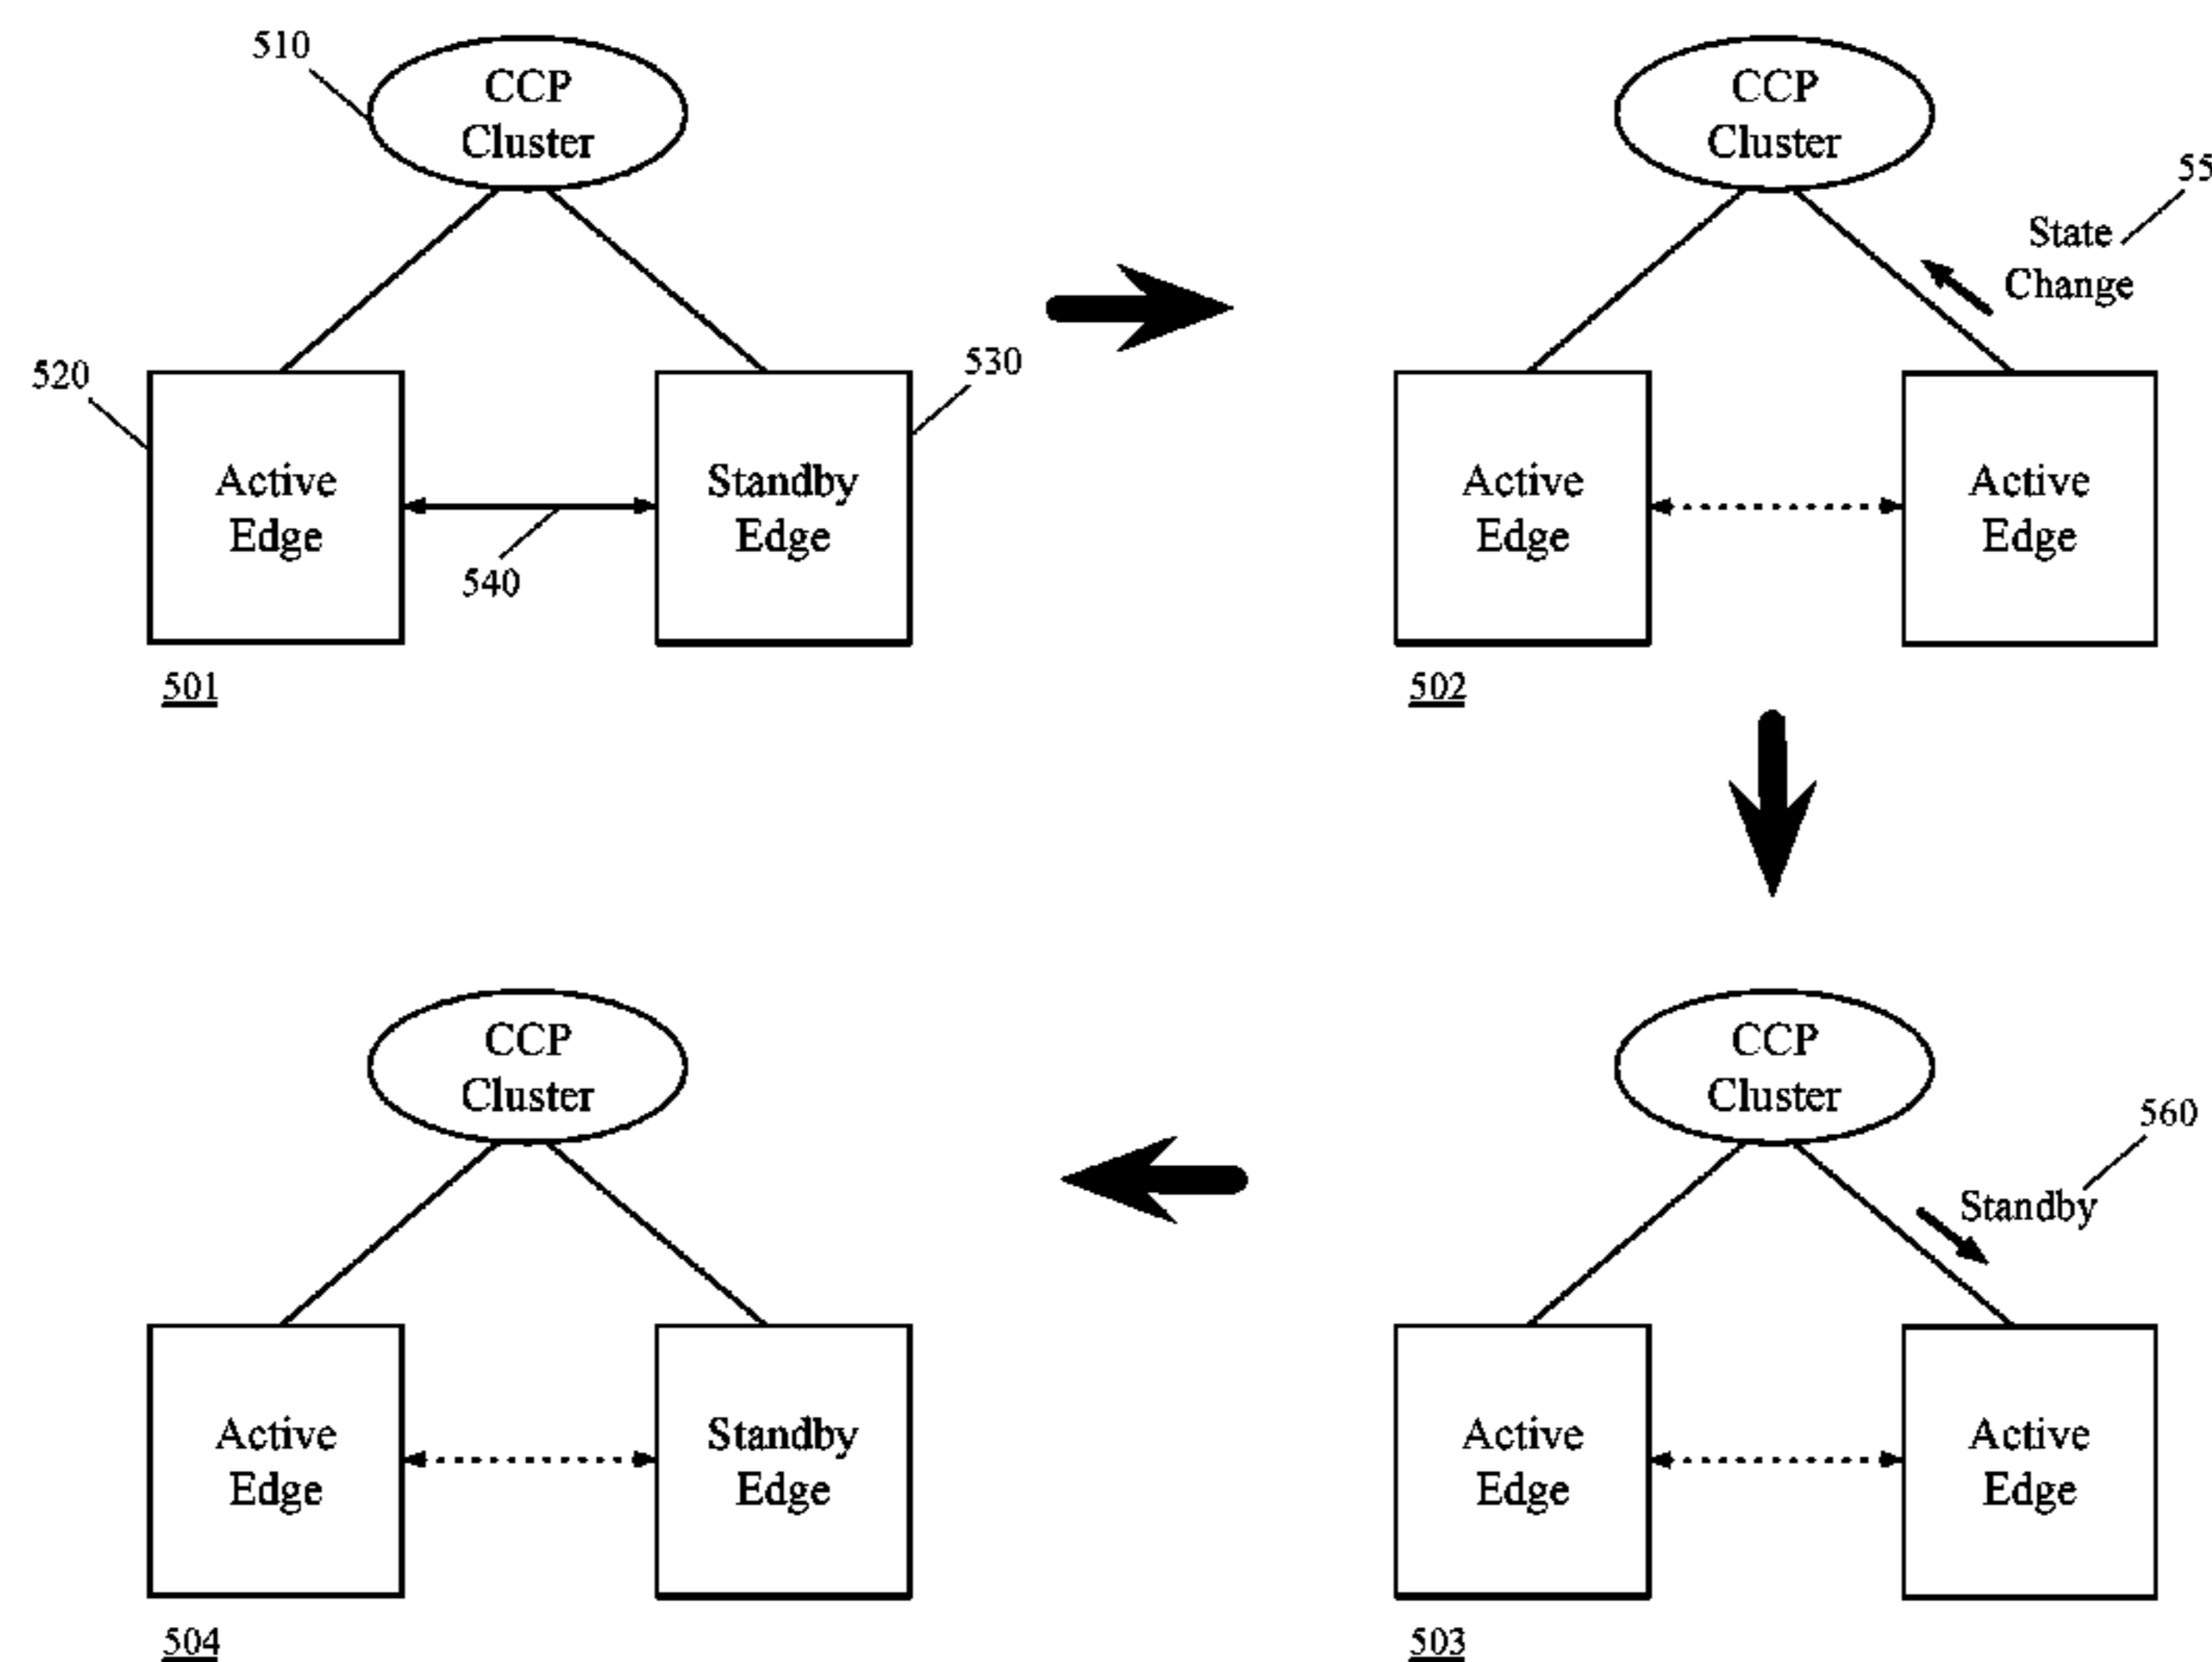 510
CCP
Cluster
520
530
Active
Edge
Standby
Edge
540
501
CCP
Cluster
55
State
Change
Active
Edge
Active
Edge
502
CCP
Cluster
560
Standby
Active
Edge
Active
Edge
503
CCP
Cluster
Active
Edge
Standby
Edge
504